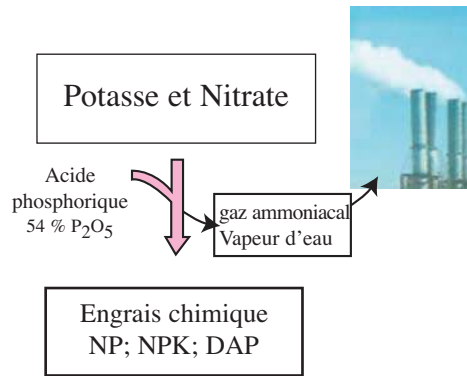 Potasse et Nitrate
Acide
phosphorique
54 % P₂O₅
gaz ammoniacal
Vapeur d'eau
Engrais chimique
NP; NPK; DAP